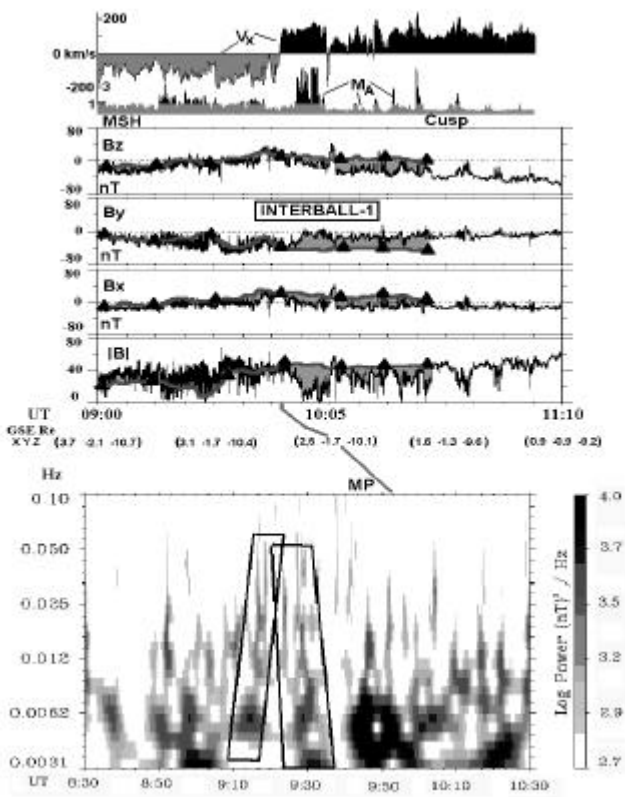 200
Vx
0 km/s
-200
3
MA
1
MSH Cusp
80
Bz
0
-80
nT
80
By
INTERBALL-1
0
-80
nT
80
Bx
0
80
nT
80
|B|
40
0
UT 09:00 10:05 11:10
GSE Re
X Y Z (3.7 -2.1 -10.7) (3.1 -1.7 -10.4) (2.5 -1.7 -10.1) (1.6 -1.3 -9.6) (0.9 -0.9 -9.2)
Hz MP
0.10 4.0
0.050 3.7
0.025 3.5
0.012 3.2
0.0062 2.9
0.0031 2.7
Log Power (nT)² / Hz
UT 8:30 8:50 9:10 9:30 9:50 10:10 10:30